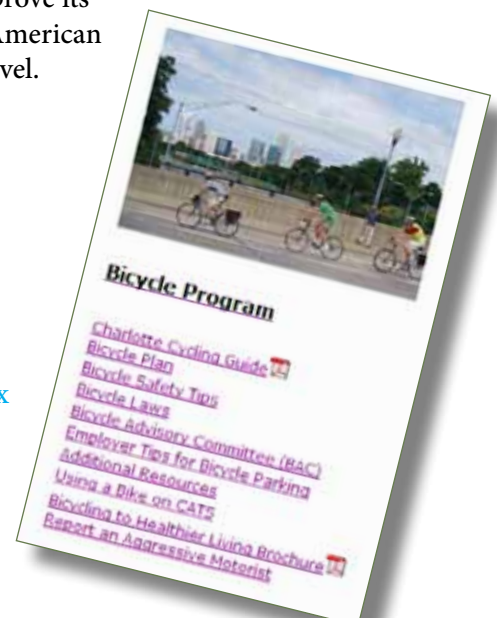 prove its
American
vel.
x
Bicycle Program
Charlotte Cycling Guide
Bicycle Plan
Bicycle Safety Tips
Bicycle Laws
Bicycle Advisory Committee (BAC)
Employer Tips for Bicycle Parking
Additional Resources
Using a Bike on CATS
Bicycling to Healthier Living Brochure
Report an Aggressive Motorist